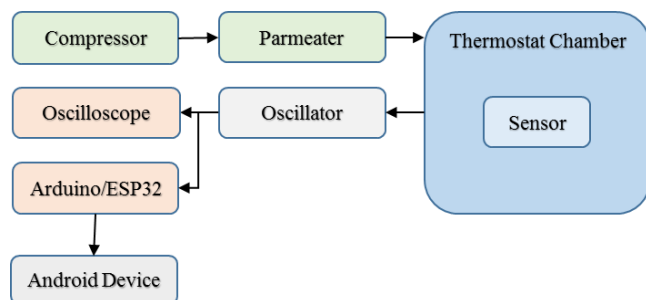 Compressor
Parmeater
Thermostat Chamber
Oscilloscope
Oscillator
Sensor
Arduino/ESP32
Android Device